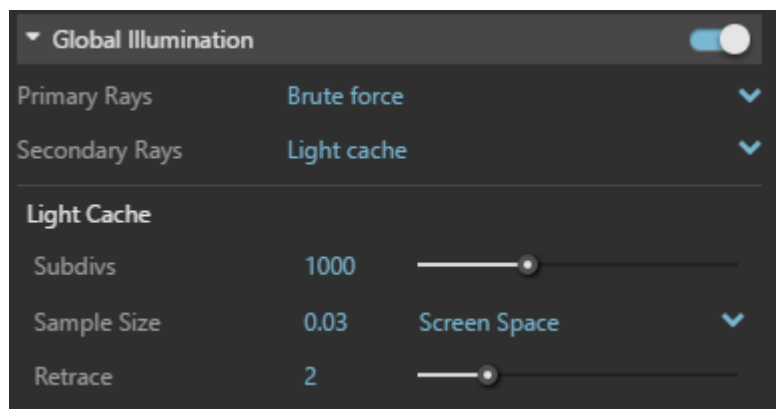 Global Illumination
Primary Rays Brute force
Secondary Rays Light cache
Light Cache
Subdivs 1000
Sample Size 0.03 Screen Space
Retrace 2